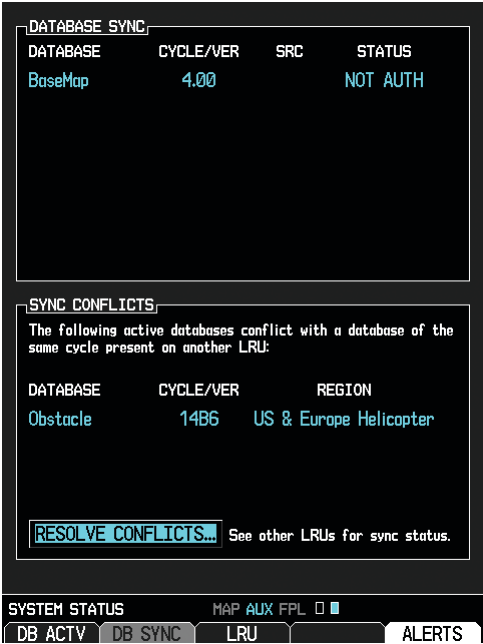 DATABASE SYNC
DATABASE CYCLE/VER SRC STATUS
BaseMap 4.00 NOT AUTH
SYNC CONFLICTS
The following active databases conflict with a database of the
same cycle present on another LRU:
DATABASE CYCLE/VER REGION
Obstacle 14B6 US & Europe Helicopter
RESOLVE CONFLICTS... See other LRUs for sync status.
SYSTEM STATUS MAP AUX FPL
DB ACTV DB SYNC LRU ALERTS